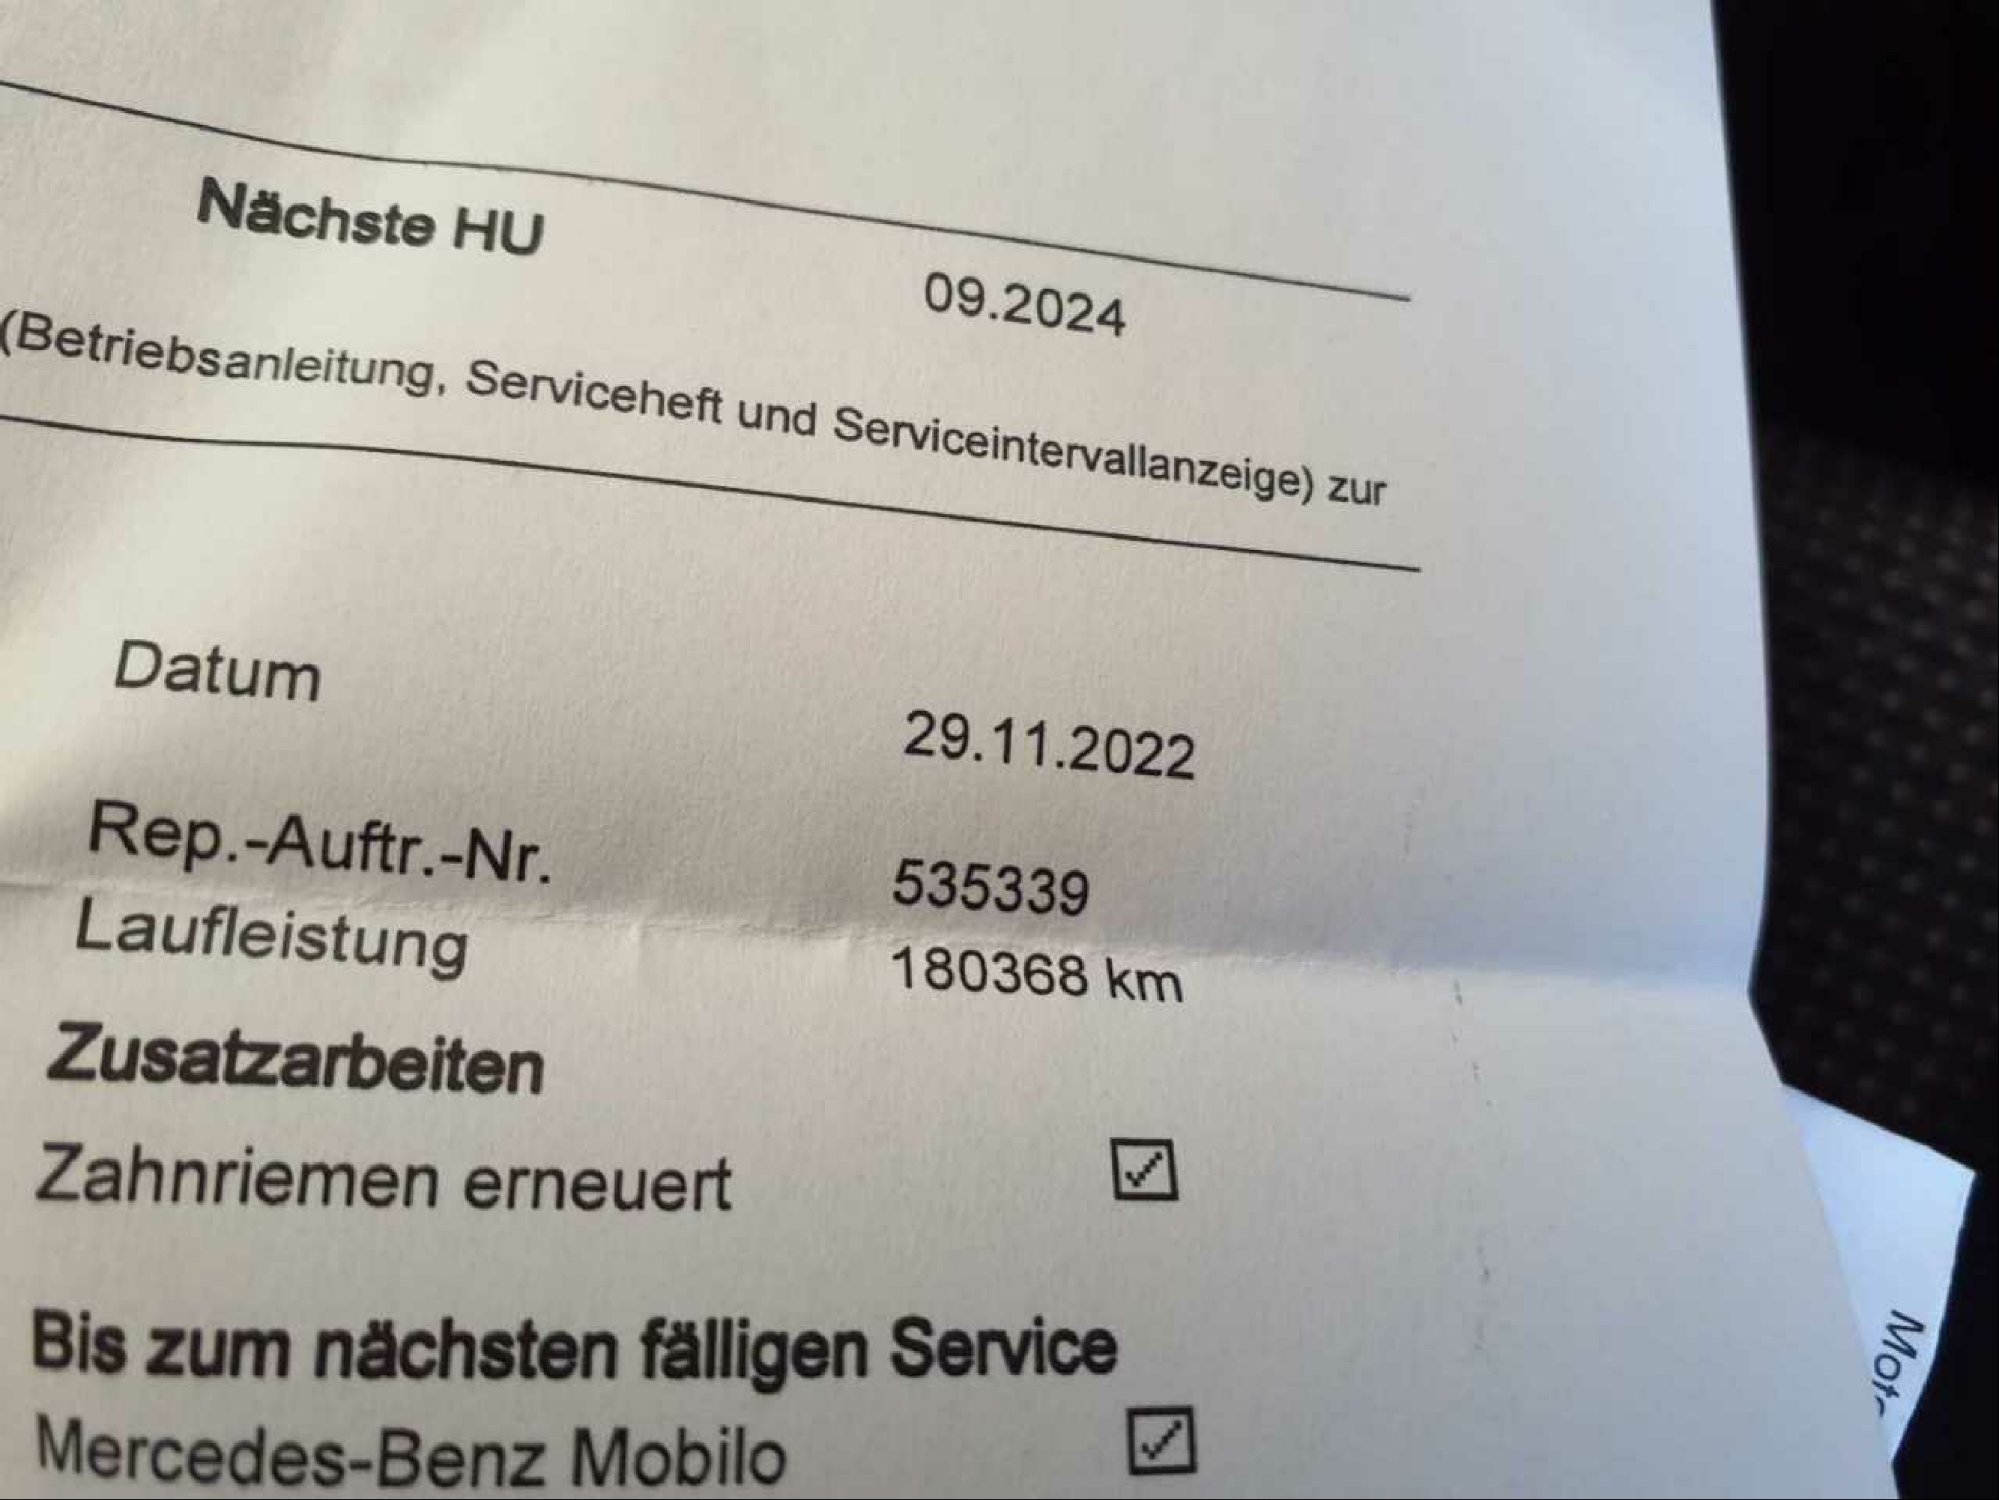 Nächste HU 09.2024
(Betriebsanleitung, Serviceheft und Serviceintervallanzeige) zur
Datum 29.11.2022
Rep.-Auftr.-Nr. 535339
Laufleistung 180368 km
Zusatzarbeiten
Zahnriemen erneuert ☑
Bis zum nächsten fälligen Service
Mercedes-Benz Mobilo ☑